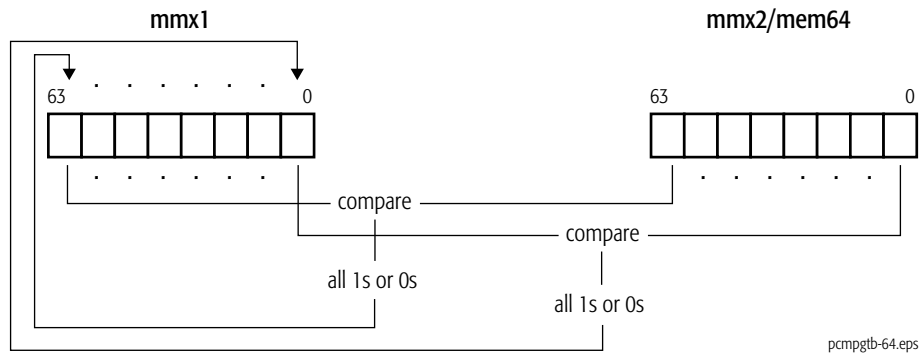 mmx1 mmx2/mem64
. . . . . .
63 0 63 0
. . . . . . . . . . . .
compare
compare
all 1s or 0s
all 1s or 0s
pcmpgtb-64.eps